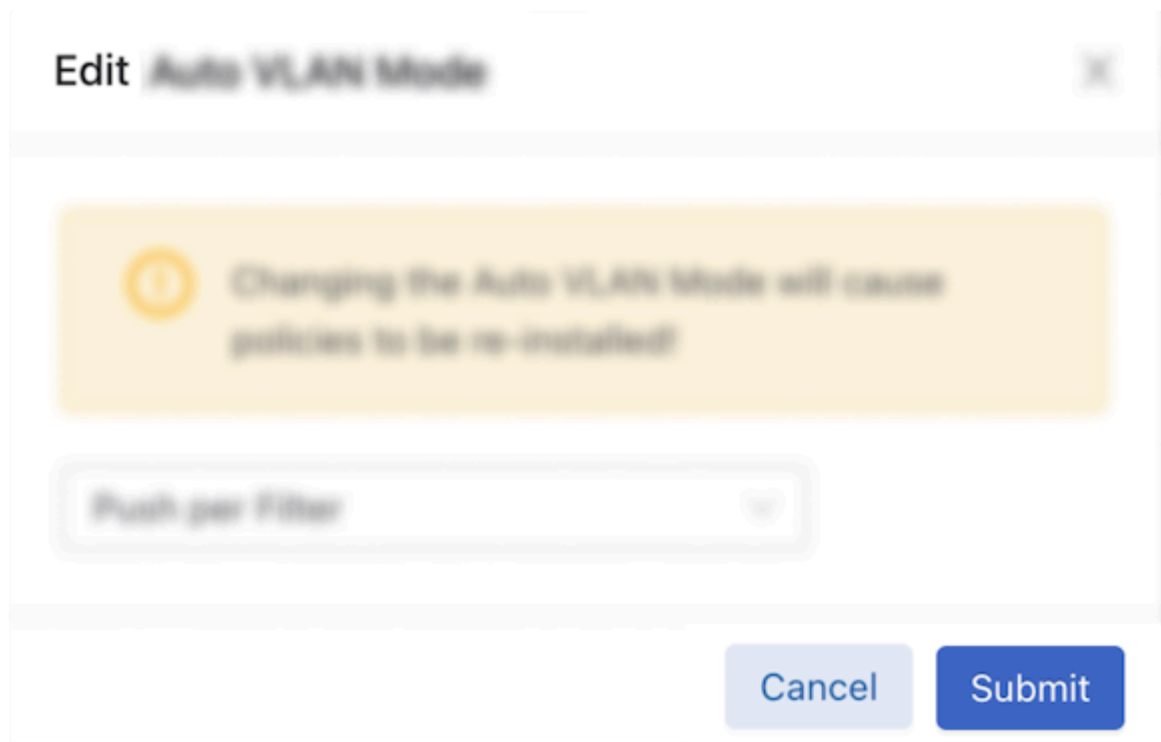 Edit Auto VLAN Mode
Changing the Auto VLAN Mode will cause
policies to be re-installed!
Push per Filter
Cancel
Submit